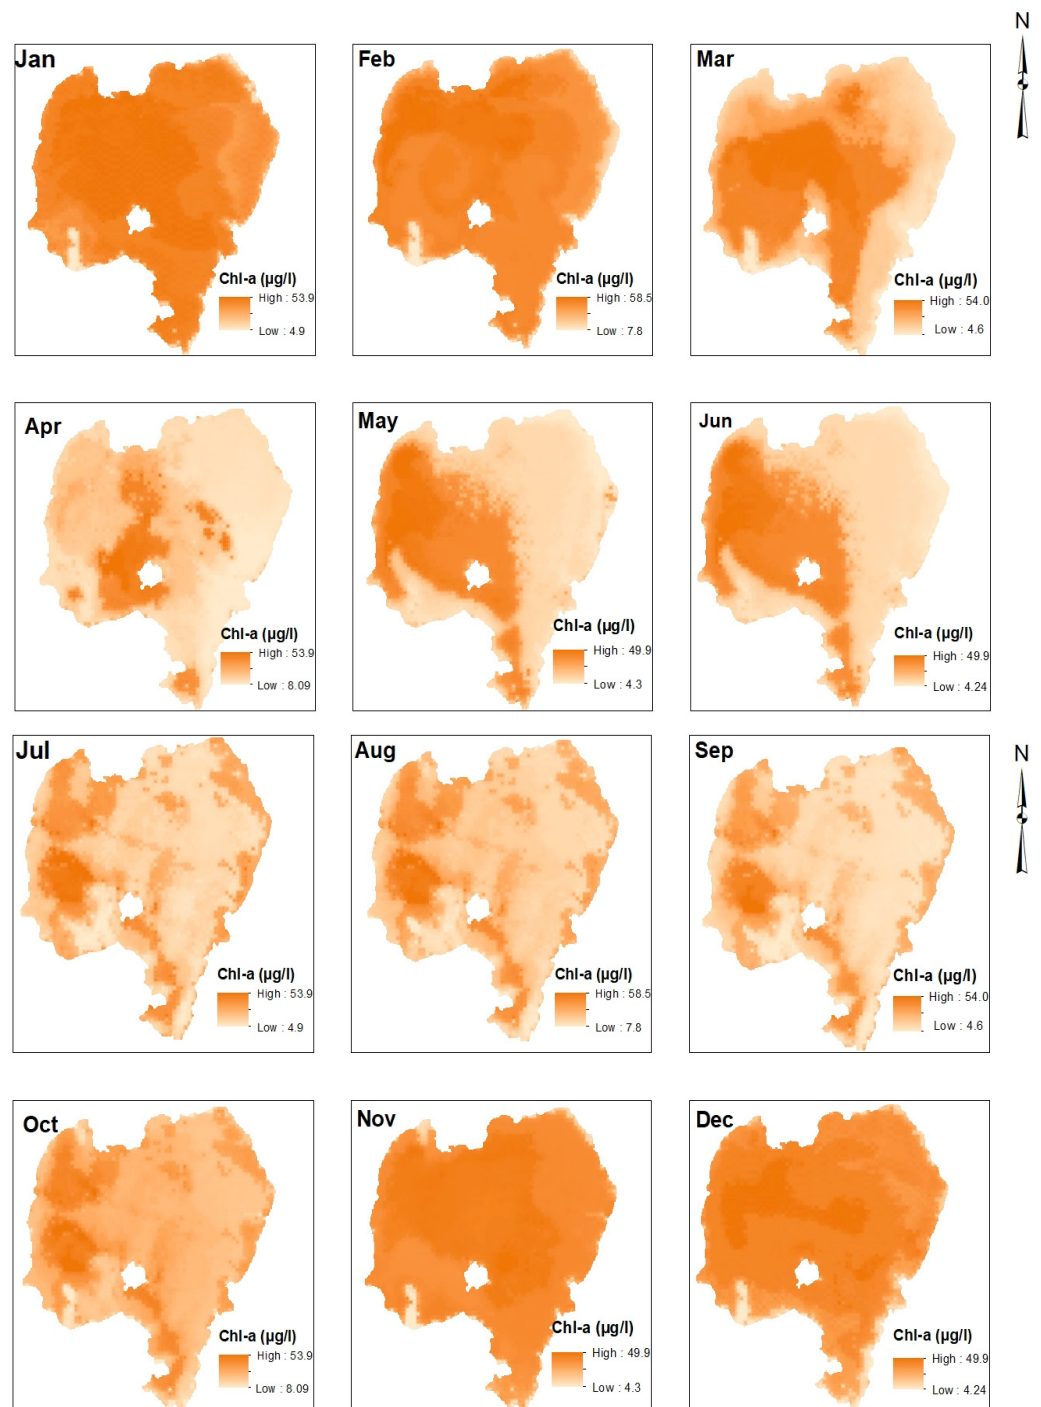 N
Jan
Chl-a (µg/l)
High : 53.9
Low : 4.9
Feb
Chl-a (µg/l)
High : 58.5
Low : 7.8
Mar
Chl-a (µg/l)
High : 54.0
Low : 4.6
Apr
Chl-a (µg/l)
High : 53.9
Low : 8.09
May
Chl-a (µg/l)
High : 49.9
Low : 4.3
Jun
Chl-a (µg/l)
High : 49.9
Low : 4.24
N
Jul
Chl-a (µg/l)
High : 53.9
Low : 4.9
Aug
Chl-a (µg/l)
High : 58.5
Low : 7.8
Sep
Chl-a (µg/l)
High : 54.0
Low : 4.6
Oct
Chl-a (µg/l)
High : 53.9
Low : 8.09
Nov
Chl-a (µg/l)
High : 49.9
Low : 4.3
Dec
Chl-a (µg/l)
High : 49.9
Low : 4.24